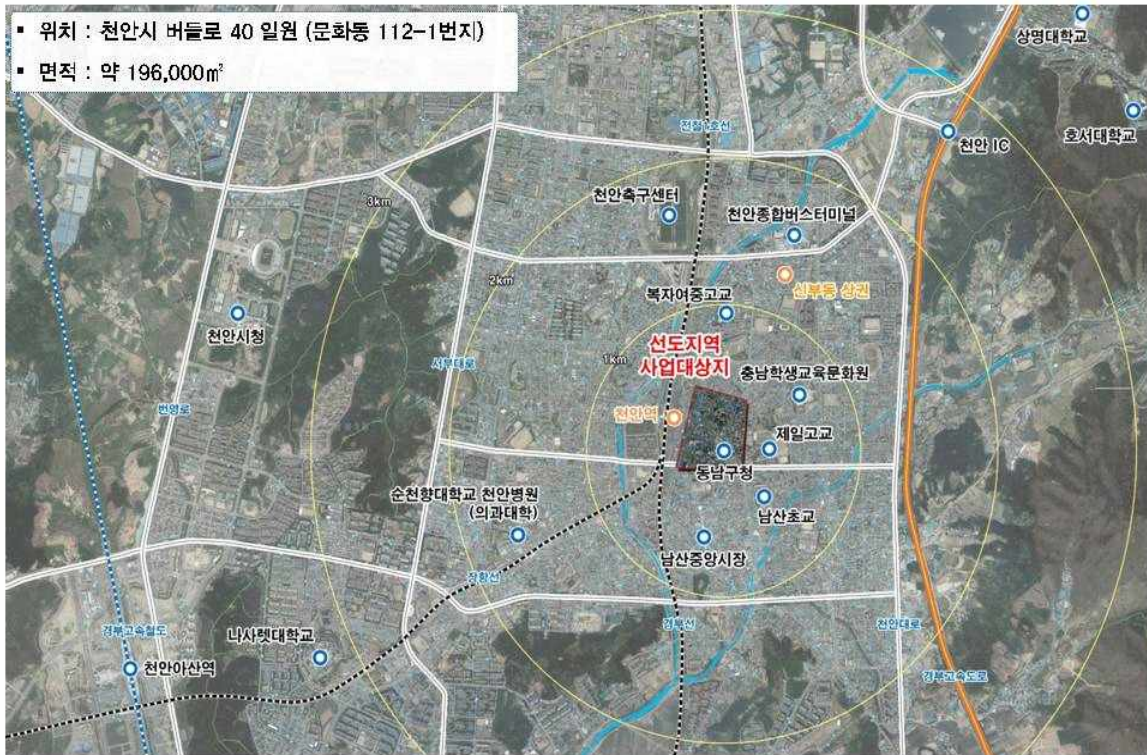 ▪ 위치 : 천안시 버들로 40 일원 (문화동 112-1번지)
▪ 면적 : 약 196,000㎡
상명대학교
호서대학교
천안 IC
전철1호선
3km
천안축구센터
천안종합버스터미널
2km
신부동 상권
천안시청
복자여중고교
1km
선도지역
사업대상지
서부대로
충남학생교육문화원
번영로
천안역
제일고교
동남구청
순천향대학교 천안병원
(의과대학)
남산초교
남산중앙시장
장항선
경부고속철도
경부선
천안대로
나사렛대학교
천안아산역
경부고속도로